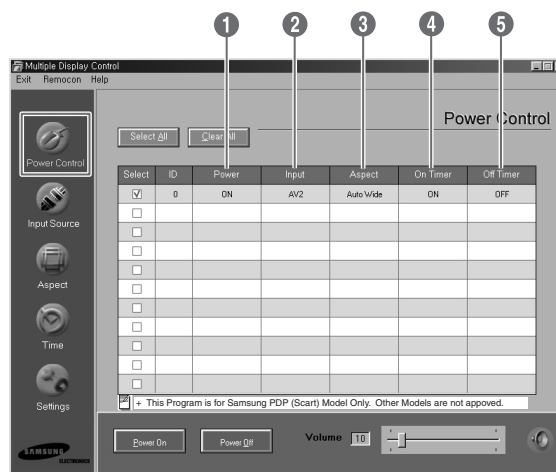 1 2 3 4 5
Multiple Display Control
Exit Remocon Help
Power Control
Select All Clear All
Power Control
Select ID Power Input Aspect On Timer Off Timer
0 ON AV2 Auto Wide ON OFF
Input Source
Aspect
Time
Settings
+ This Program is for Samsung PDP (Scart) Model Only. Other Models are not appoved.
Power On Power Off Volume 10
SAMSUNG
ELECTRONICS